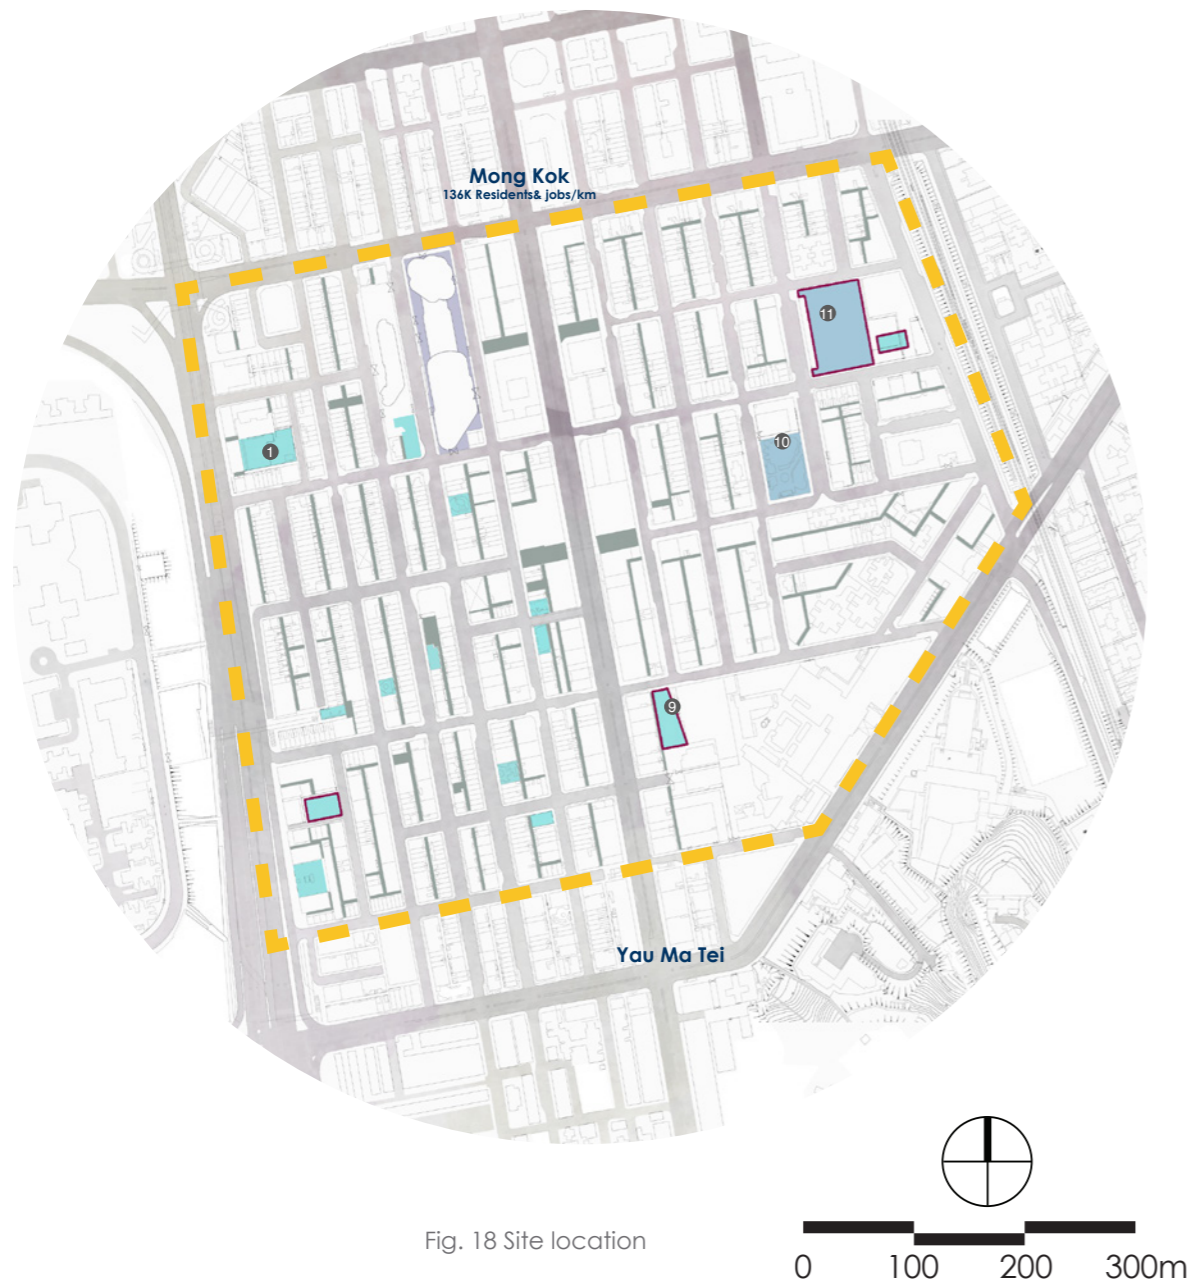 Mong Kok
136K Residents& jobs/km
11
10
1
9
Yau Ma Tei
Fig. 18 Site location
0 100 200 300m